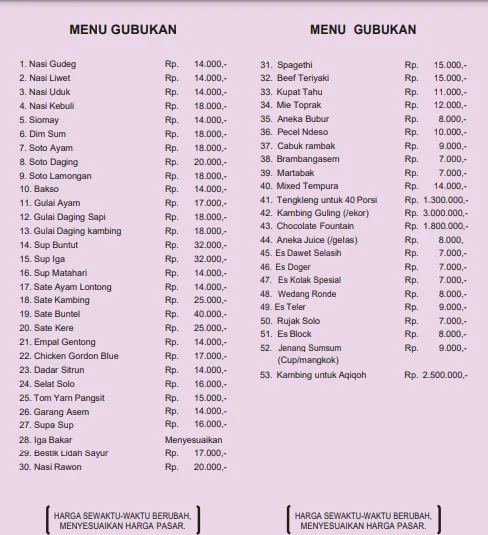 MENU GUBUKAN
1. Nasi Gudeg Rp. 14.000,-
2. Nasi Liwet Rp. 14.000,-
3. Nasi Uduk Rp. 14.000,-
4. Nasi Kebuli Rp. 18.000,-
5. Siomay Rp. 14.000,-
6. Dim Sum Rp. 18.000,-
7. Soto Ayam Rp. 18.000,-
8. Soto Daging Rp. 20.000,-
9. Soto Lamongan Rp. 18.000,-
10. Bakso Rp. 14.000,-
11. Gulai Ayam Rp. 17.000,-
12. Gulai Daging Sapi Rp. 18.000,-
13. Gulai Daging kambing Rp. 18.000,-
14. Sup Buntut Rp. 32.000,-
15. Sup Iga Rp. 32.000,-
16. Sup Matahari Rp. 14.000,-
17. Sate Ayam Lontong Rp. 14.000,-
18. Sate Kambing Rp. 25.000,-
19. Sate Buntel Rp. 40.000,-
20. Sate Kere Rp. 25.000,-
21. Empal Gentong Rp. 14.000,-
22. Chicken Gordon Blue Rp. 17.000,-
23. Dadar Sitrun Rp. 14.000,-
24. Selat Solo Rp. 16.000,-
25. Tom Yarn Pangsit Rp. 15.000,-
26. Garang Asem Rp. 14.000,-
27. Supa Sup Rp. 16.000,-
28. Iga Bakar Menyesuaikan
29. Bestik Lidah Sayur Rp. 17.000,-
30. Nasi Rawon Rp. 20.000,-
HARGA SEWAKTU-WAKTU BERUBAH,
MENYESUAIKAN HARGA PASAR.
MENU GUBUKAN
31. Spagethi Rp. 15.000,-
32. Beef Teriyaki Rp. 15.000,-
33. Kupat Tahu Rp. 11.000,-
34. Mie Toprak Rp. 12.000,-
35. Aneka Bubur Rp. 8.000,-
36. Pecel Ndeso Rp. 10.000,-
37. Cabuk rambak Rp. 9.000,-
38. Brambangasem Rp. 7.000,-
39. Martabak Rp. 7.000,-
40. Mixed Tempura Rp. 14.000,-
41. Tengkleng untuk 40 Porsi Rp. 1.300.000,-
42. Kambing Guling (/ekor) Rp. 3.000.000,-
43. Chocolate Fountain Rp. 1.800.000,-
44. Aneka Juice (/gelas) Rp. 8.000,
45. Es Dawet Selasih Rp. 7.000,-
46. Es Doger Rp. 7.000,-
47. Es Kolak Spesial Rp. 7.000,-
48. Wedang Ronde Rp. 8.000,-
49. Es Teler Rp. 9.000,-
50. Rujak Solo Rp. 7.000,-
51. Es Block Rp. 8.000,-
52. Jenang Sumsum Rp. 9.000,-
(Cup/mangkok)
53. Kambing untuk Aqiqoh Rp. 2.500.000,-
HARGA SEWAKTU-WAKTU BERUBAH,
MENYESUAIKAN HARGA PASAR.